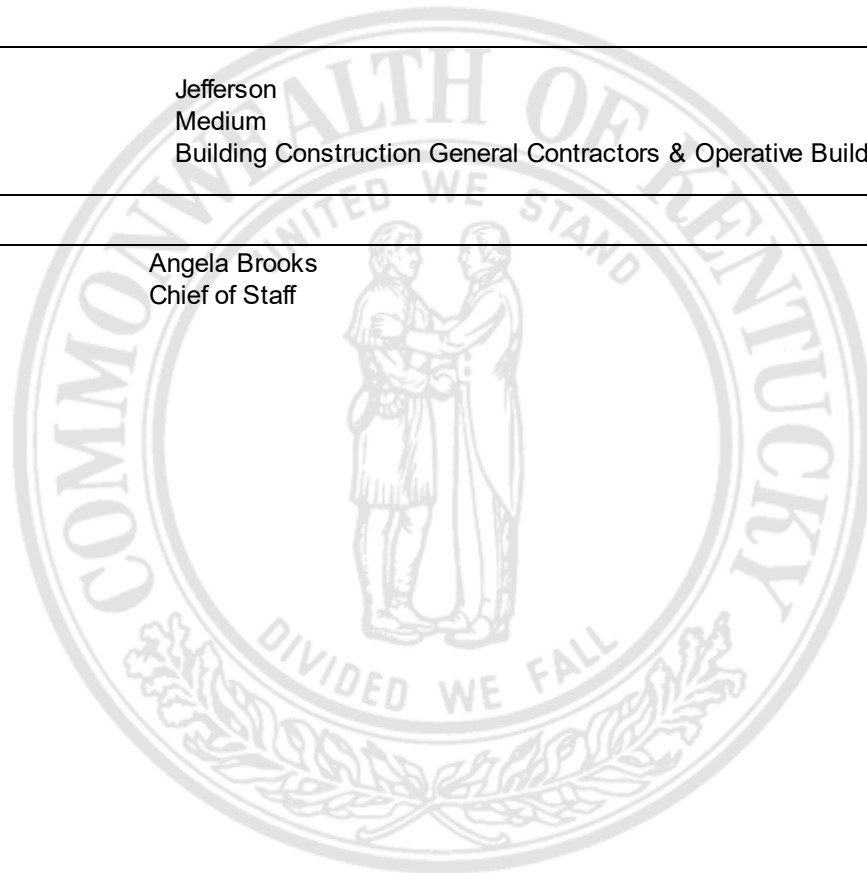 Jefferson
Medium
Building Construction General Contractors & Operative Build
Angela Brooks
Chief of Staff
COMMONWEALTH OF KENTUCKY
UNITED WE STAND
DIVIDED WE FALL